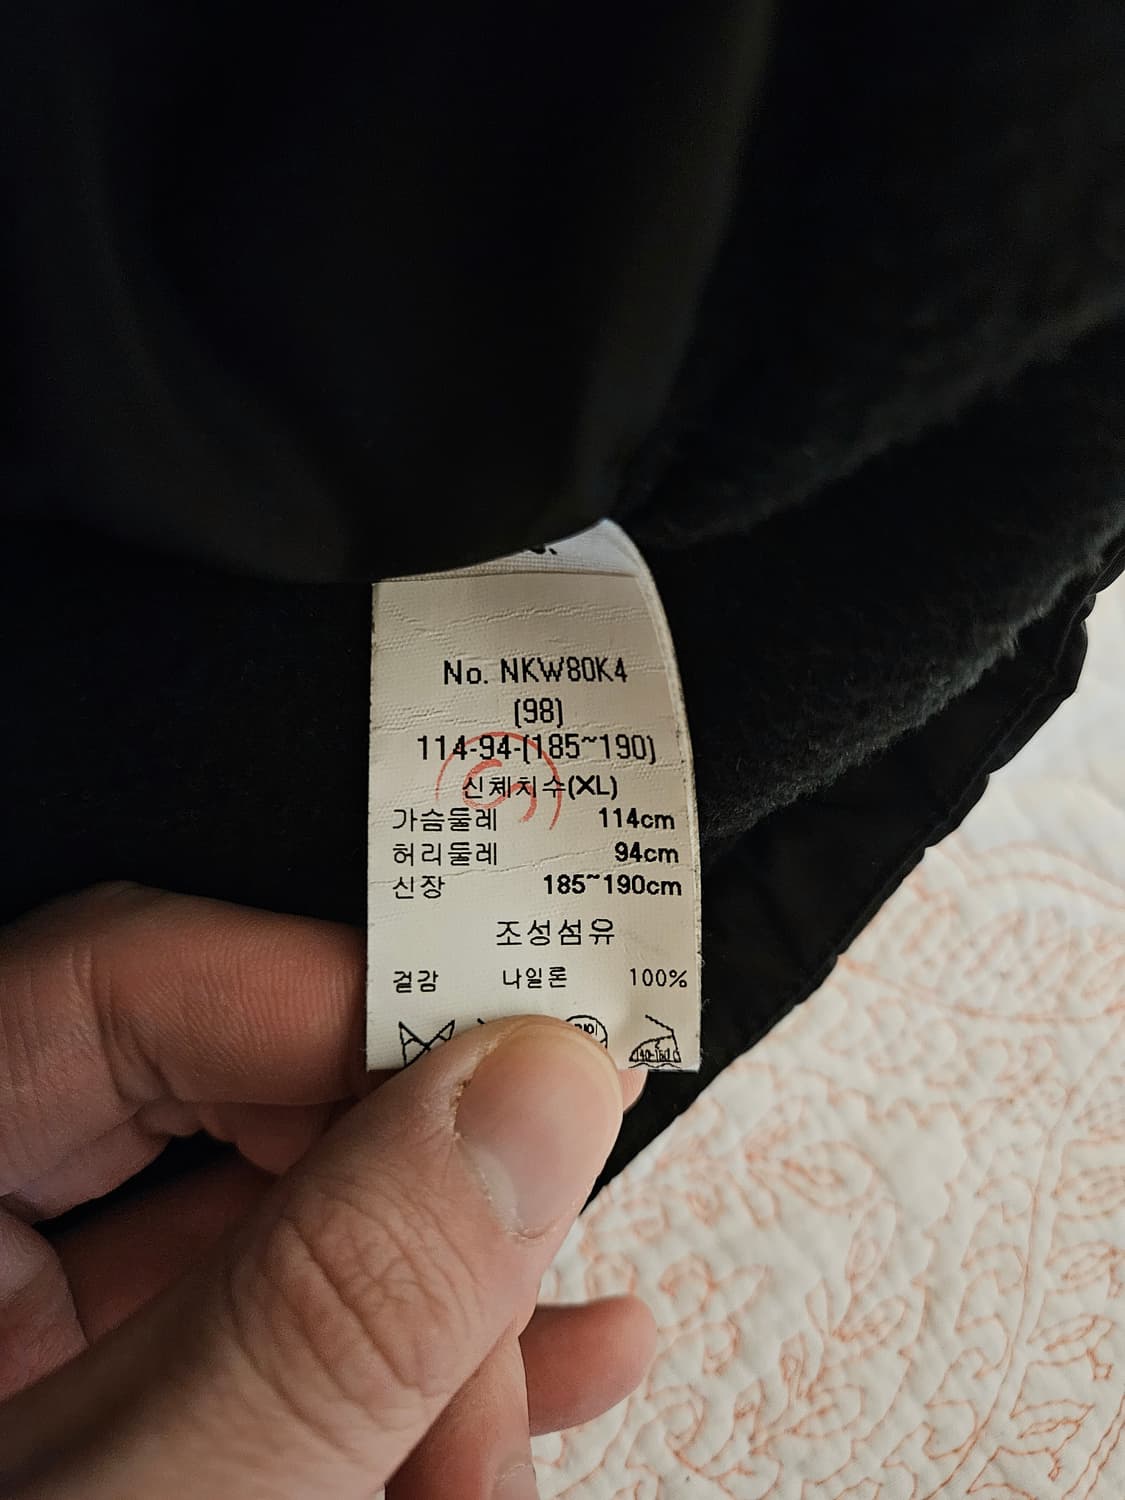 No. NKW80K4
(98)
114-94-(185~190)
신체치수(XL)
가슴둘레 114cm
허리둘레 94cm
신장 185~190cm
조성섬유
겉감 나일론 100%